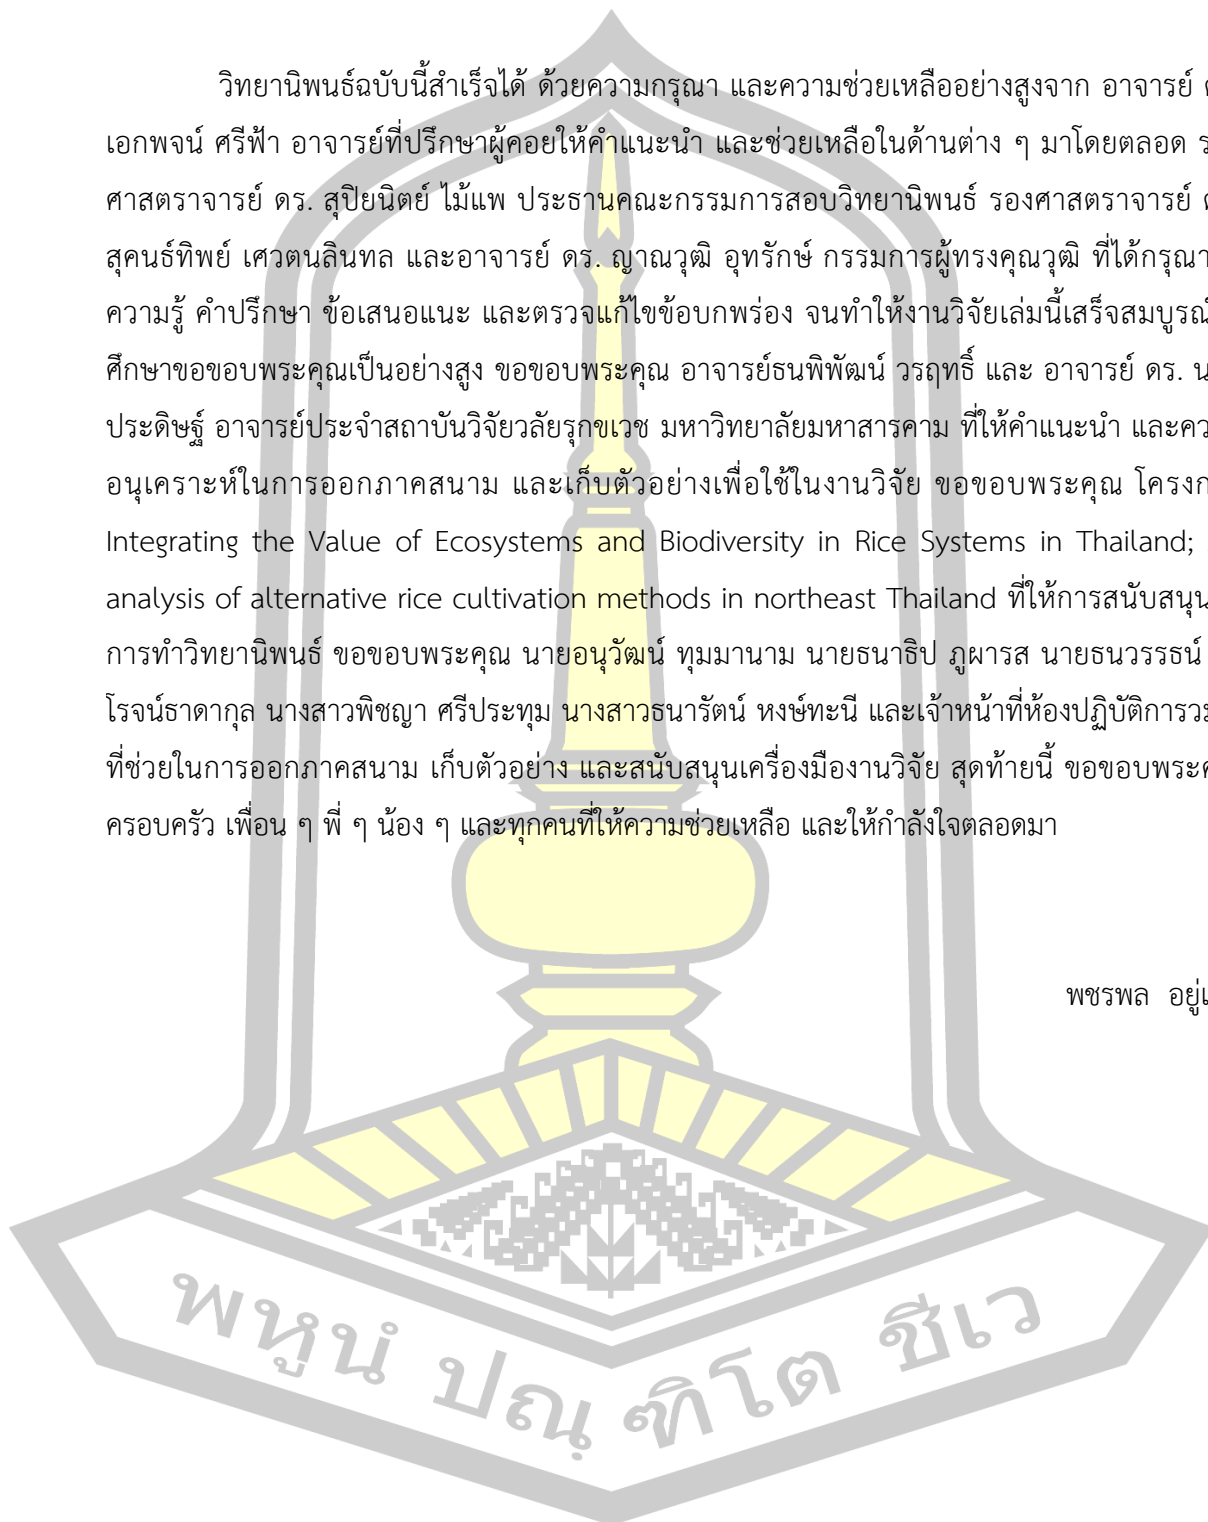 วิทยานิพนธ์ฉบับนี้สำเร็จได้ ด้วยความกรุณา และความช่วยเหลืออย่างสูงจาก อาจารย์
เอกพจน์ ศรีฟ้า อาจารย์ที่ปรึกษาผู้คอยให้คำแนะนำ และช่วยเหลือในด้านต่าง ๆ มาโดยตลอด
ศาสตราจารย์ ดร. สุปิยนิตย์ ไม้แพ ประธานคณะกรรมการสอบวิทยานิพนธ์ รองศาสตราจารย์
สุคนธ์ทิพย์ เศวตนลินทล และอาจารย์ ดร. ญาณวุฒิ อุทรักษ์ กรรมการผู้ทรงคุณวุฒิ ที่ได้กรุณา
ความรู้ คำปรึกษา ข้อเสนอแนะ และตรวจแก้ไขข้อบกพร่อง จนทำให้งานวิจัยเล่มนี้เสร็จสมบูรณ์
ศึกษาขอขอบพระคุณเป็นอย่างสูง ขอขอบพระคุณ อาจารย์ธนพิพัฒน์ วรฤทธิ์ และ อาจารย์ ดร.
ประดิษฐ์ อาจารย์ประจำสถาบันวิจัยวลัยรุกขเวช มหาวิทยาลัยมหาสารคาม ที่ให้คำแนะนำ และ
อนุเคราะห์ในการออกภาคสนาม และเก็บตัวอย่างเพื่อใช้ในงานวิจัย ขอขอบพระคุณ
Integrating the Value of Ecosystems and Biodiversity in Rice Systems in Thailand;
analysis of alternative rice cultivation methods in northeast Thailand ที่ให้การสนับสนุน
การทำวิทยานิพนธ์ ขอขอบพระคุณ นายอนุวัฒน์ ทุมมานาม นายธนาธิป ภูผารส นายธนวรรธน์
โรจน์ธาดากุล นางสาวพิชญา ศรีประทุม นางสาวธนารัตน์ หงษ์ทะนี และเจ้าหน้าที่ห้องปฏิบัติการ
ที่ช่วยในการออกภาคสนาม เก็บตัวอย่าง และสนับสนุนเครื่องมืองานวิจัย สุดท้ายนี้
ครอบครัว เพื่อน ๆ พี่ ๆ น้อง ๆ และทุกคนที่ให้ความช่วยเหลือ และให้กำลังใจตลอดมา
พชรพล
พหูนํ ปณฺฑิโต ชีเว